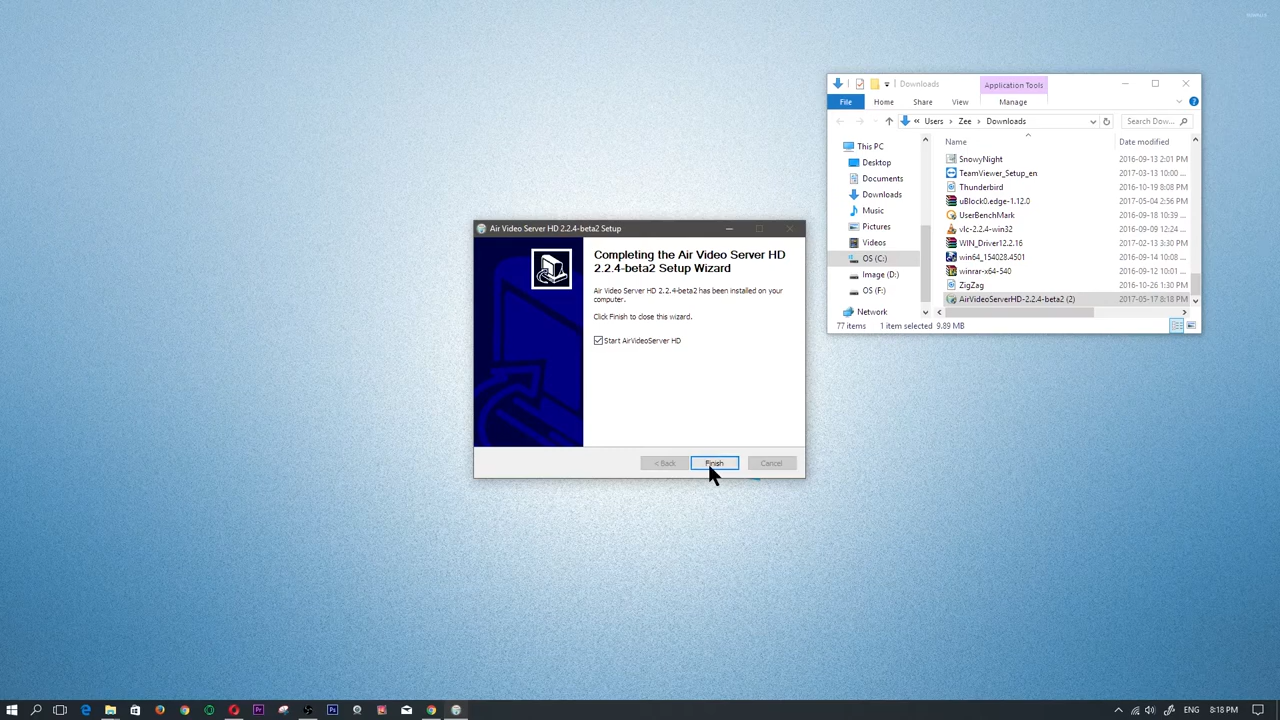 Downloads
Application Tools
File
Home
Share
View
Manage
Users
Zee
Downloads
Search Dow...
This PC
Desktop
Documents
Downloads
Music
Pictures
Videos
OS (C:)
Image (D:)
OS (F:)
Network
Name
Date modified
SnowyNight 2016-09-13 2:01 PM
TeamViewer_Setup_en 2017-03-13 10:00 ...
Thunderbird 2016-10-19 8:08 PM
uBlock0.edge-1.12.0 2017-05-04 2:56 PM
UserBenchMark 2016-09-18 10:39 ...
vlc-2.2.4-win32 2016-09-09 12:24 ...
WIN_Driver12.2.16 2017-02-13 3:30 PM
win64_154028.4501 2016-09-14 10:08 ...
winrar-x64-540 2016-09-12 10:01 ...
ZigZag 2016-10-26 1:30 PM
AirVideoServerHD-2.2.4-beta2 (2) 2017-05-17 8:18 PM
77 items 1 item selected 9.89 MB
Air Video Server HD 2.2.4-beta2 Setup
Completing the Air Video Server HD
2.2.4-beta2 Setup Wizard
Air Video Server HD 2.2.4-beta2 has been installed on your
computer.
Click Finish to close this wizard.
Start AirVideoServer HD
< Back
Finish
Cancel
ENG
8:18 PM